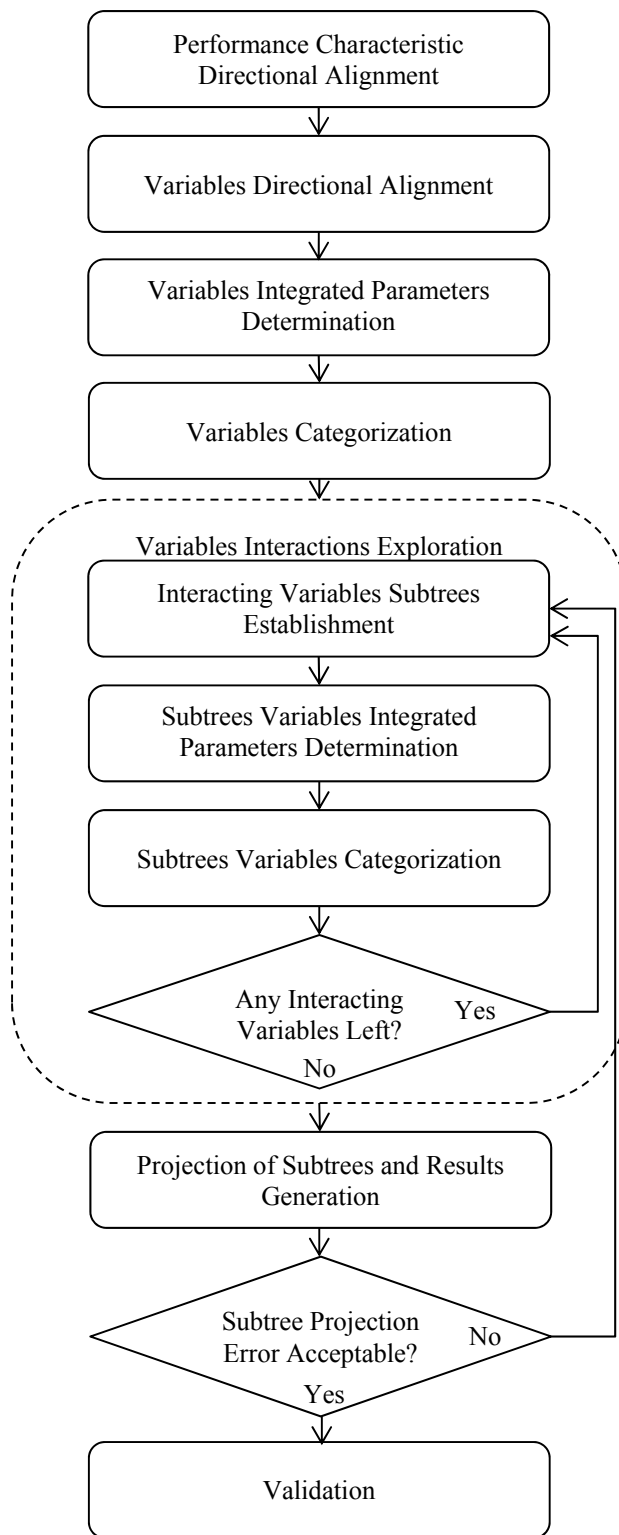 Performance Characteristic
Directional Alignment
Variables Directional Alignment
Variables Integrated Parameters
Determination
Variables Categorization
Variables Interactions Exploration
Interacting Variables Subtrees
Establishment
Subtrees Variables Integrated
Parameters Determination
Subtrees Variables Categorization
Any Interacting
Variables Left?
Yes
No
Projection of Subtrees and Results
Generation
Subtree Projection
Error Acceptable?
No
Yes
Validation